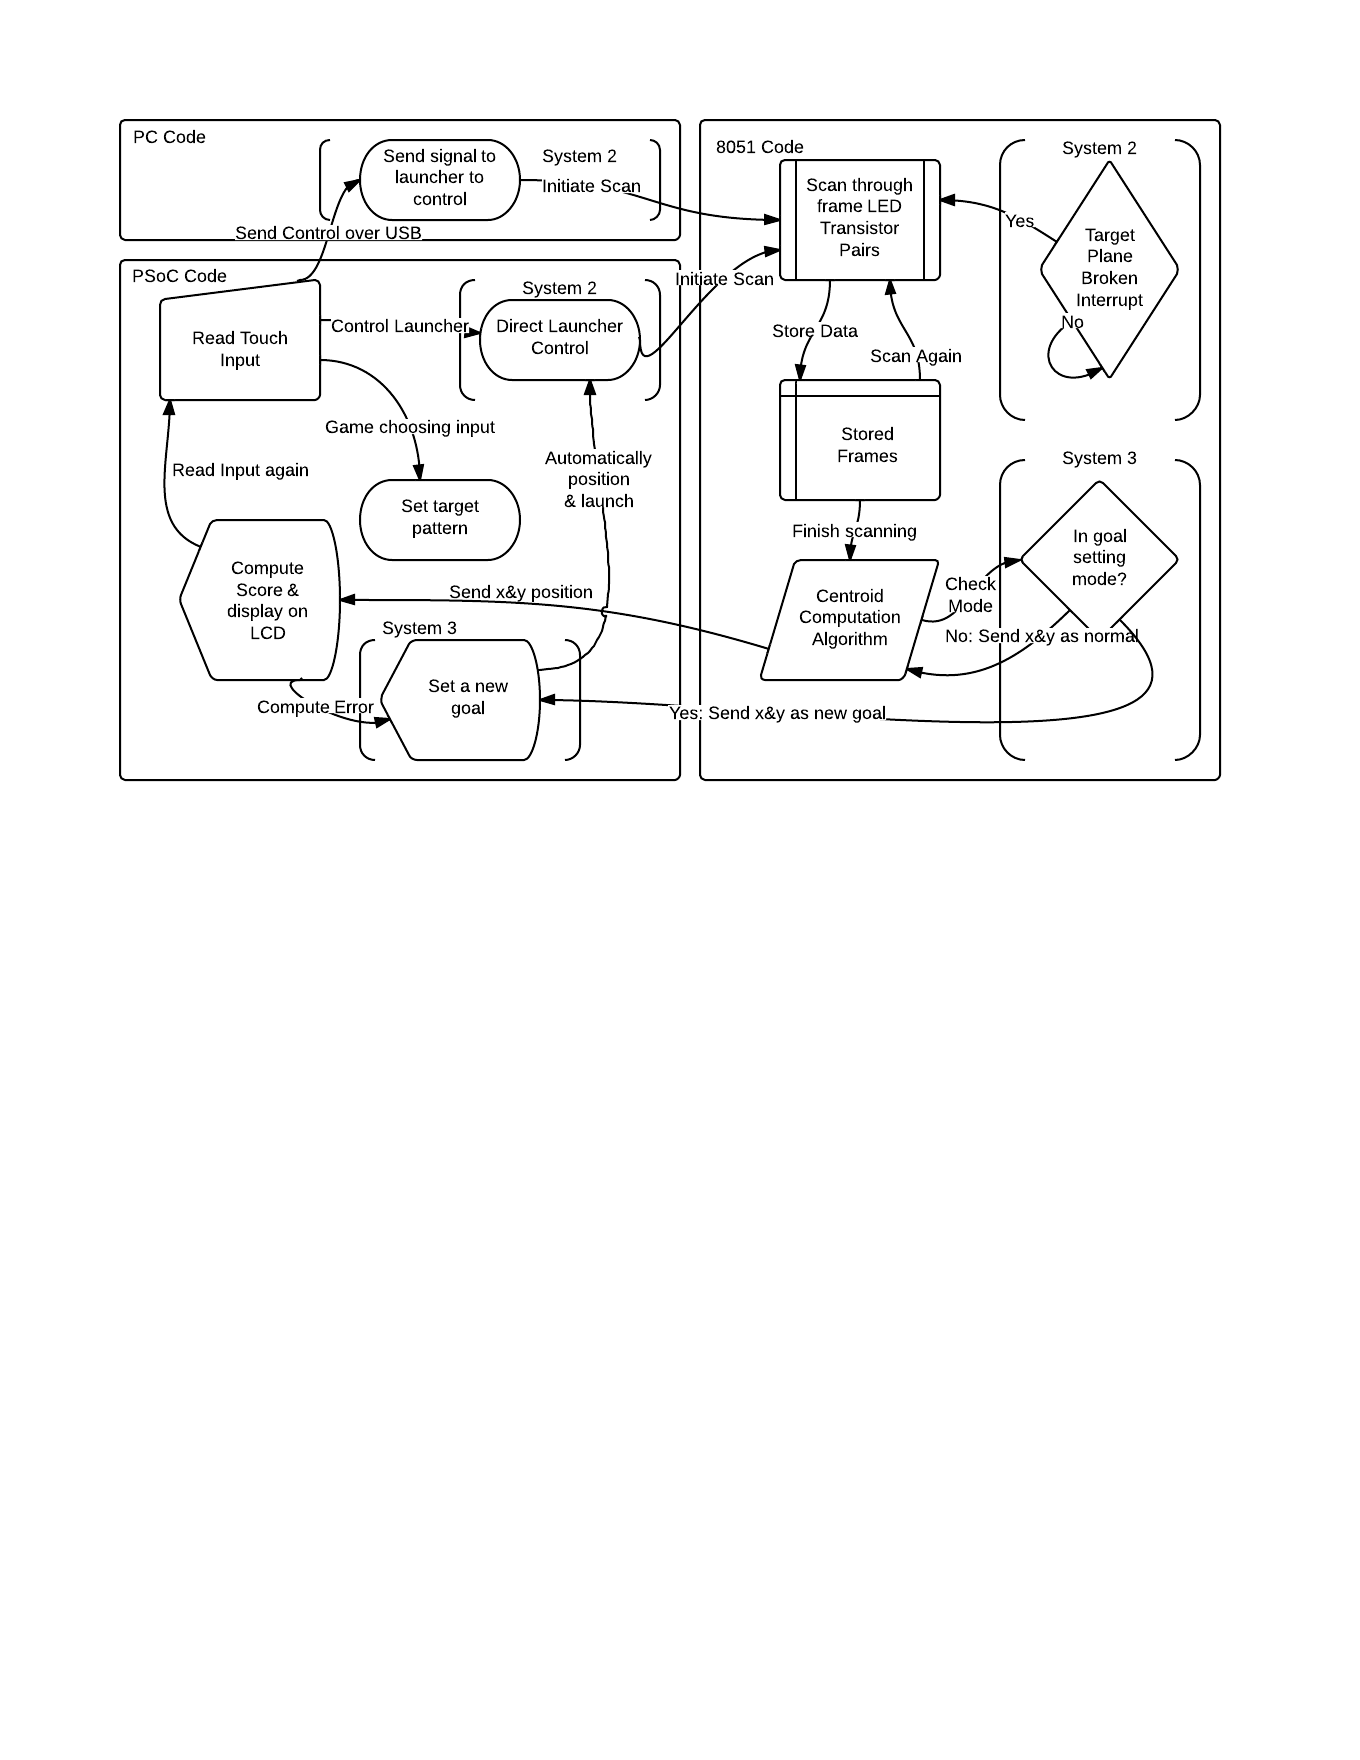 PC Code
Send signal to
launcher to
control
System 2
Initiate Scan
Send Control over USB
PSoC Code
Read Touch
Input
Control Launcher
System 2
Direct Launcher
Control
Initiate Scan
Game choosing input
Read Input again
Set target
pattern
Automatically
position
& launch
Compute
Score &
display on
LCD
Send x&y position
System 3
Set a new
goal
Compute Error
8051 Code
Scan through
frame LED
Transistor
Pairs
System 2
Yes
Target
Plane
Broken
Interrupt
No
Store Data
Scan Again
Stored
Frames
Finish scanning
Centroid
Computation
Algorithm
Check
Mode
System 3
In goal
setting
mode?
No: Send x&y as normal
Yes: Send x&y as new goal